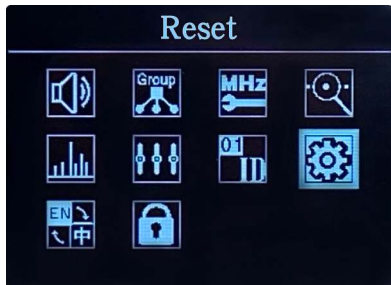 Reset
Group
MHz
01
ID
EN
中